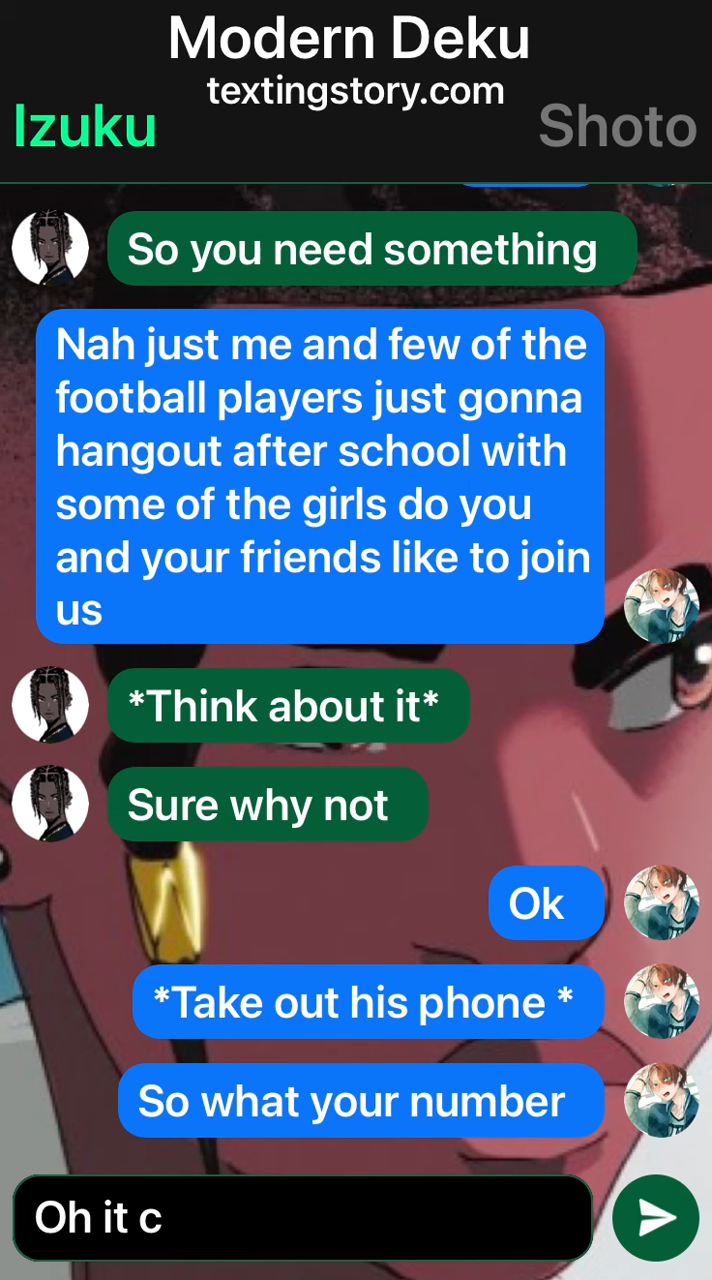 Modern Deku
textingstory.com
Izuku
Shoto
So you need something
Nah just me and few of the
football players just gonna
hangout after school with
some of the girls do you
and your friends like to join
us
*Think about it*
Sure why not
Ok
*Take out his phone *
So what your number
Oh it c